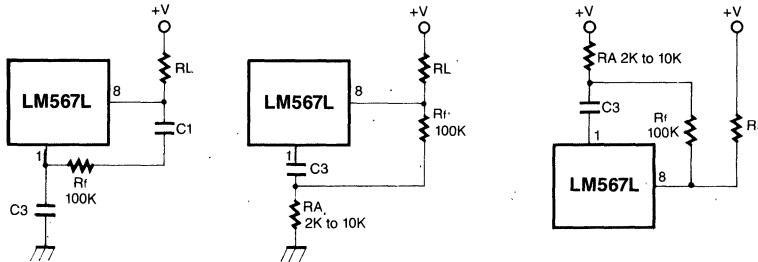 +V
RL
LM567L
8
C1
1
Rf
100K
C3
+V
RL
LM567L
8
Rf
100K
1
C3
RA
2K to 10K
+V
+V
RA 2K to 10K
C3
1
Rf
100K
LM567L
8